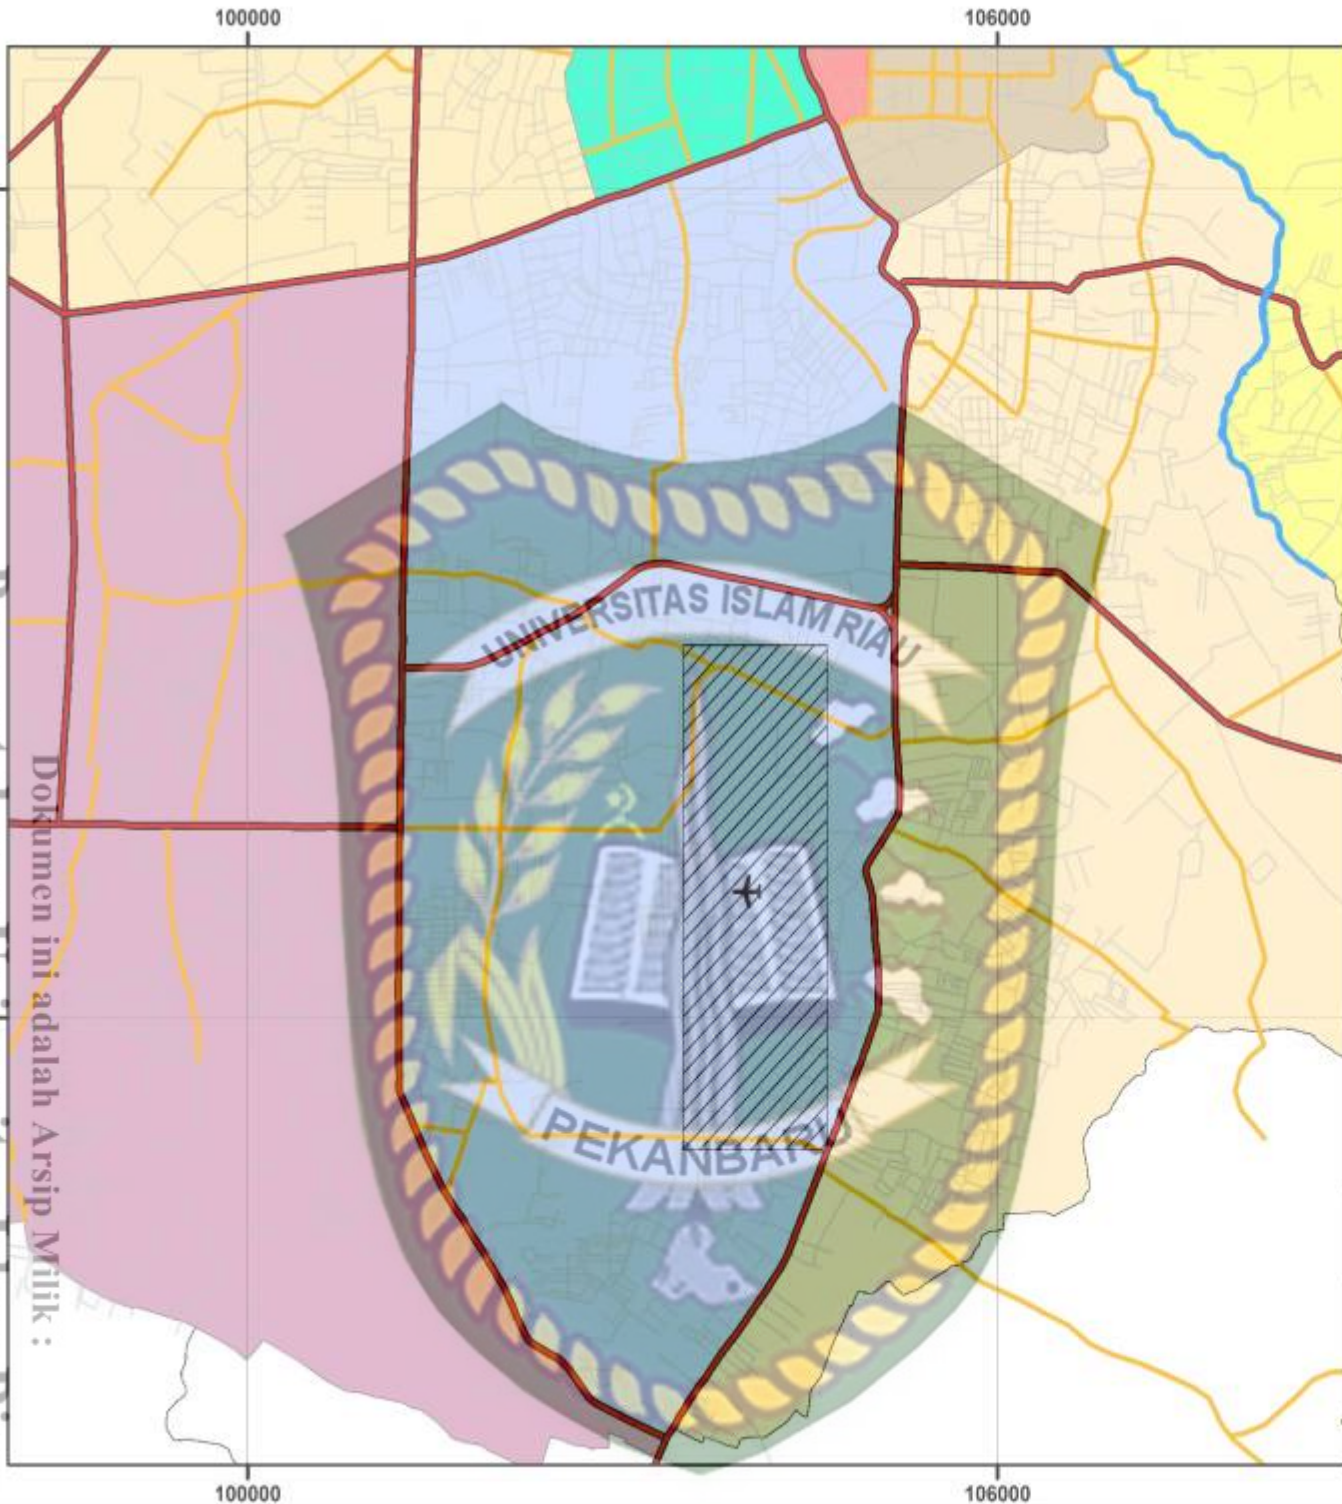 100000 106000
UNIVERSITAS ISLAM RIAU
PEKANBARU
Dokumen ini adalah Arsip Milik :
100000 106000